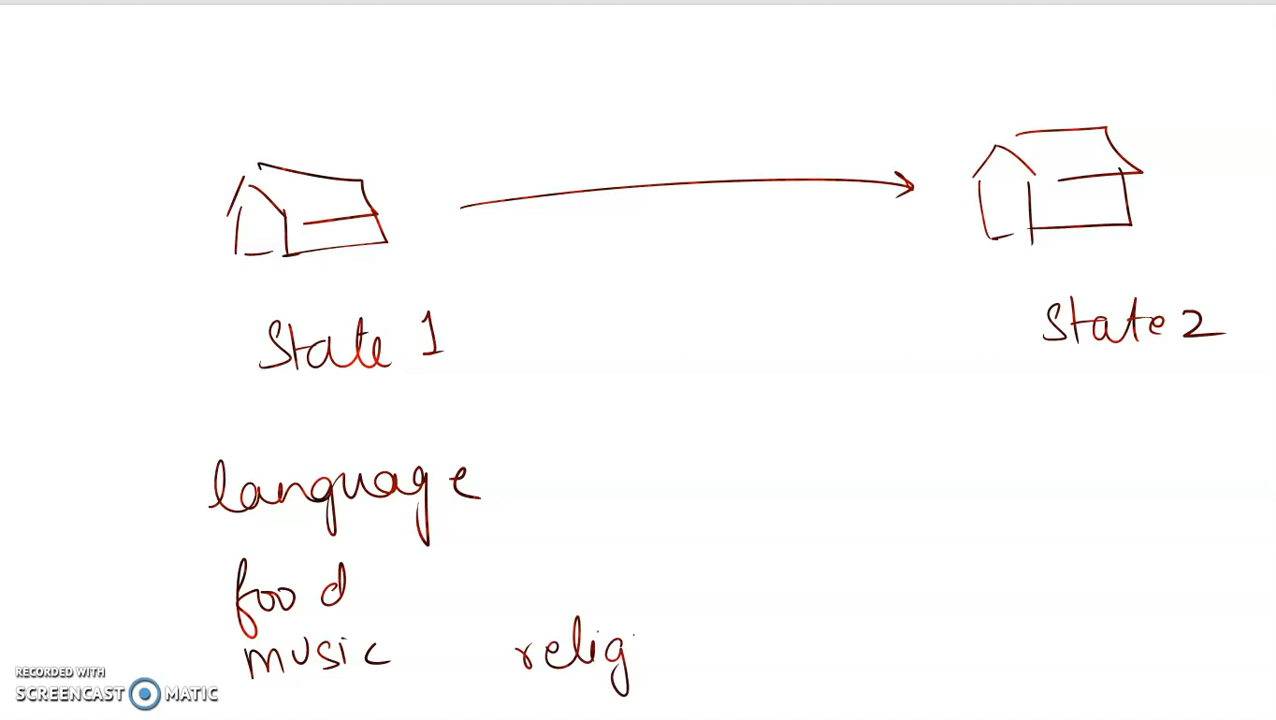 State 1
State 2
language
food
music relig
RECORDED WITH
SCREENCAST MATIC